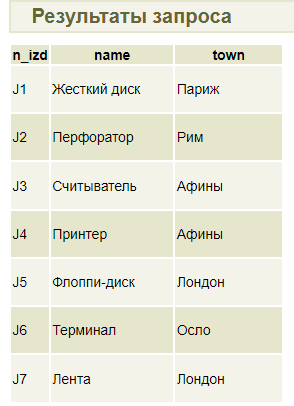 Результаты запроса
n_izd name town
J1 Жесткий диск Париж
J2 Перфоратор Рим
J3 Считыватель Афины
J4 Принтер Афины
J5 Флоппи-диск Лондон
J6 Терминал Осло
J7 Лента Лондон